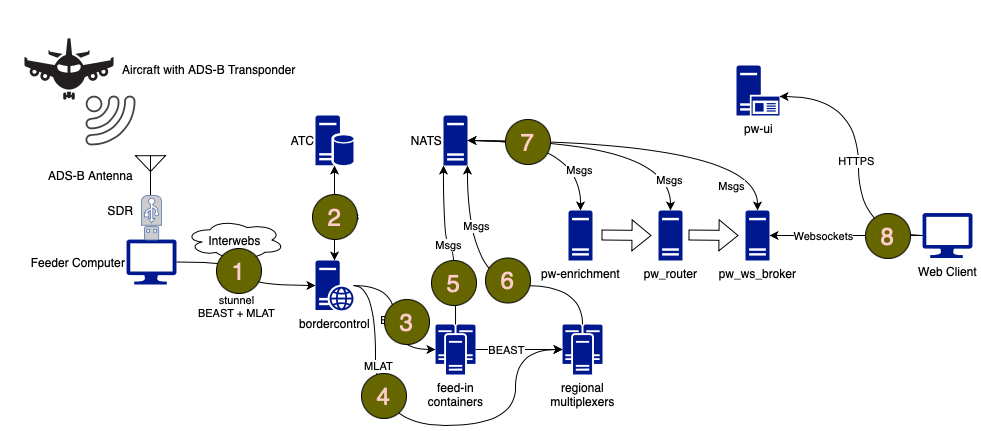 Aircraft with ADS-B Transponder
ADS-B Antenna
SDR
Feeder Computer
Interwebs
1
stunnel
BEAST + MLAT
ATC
2
bordercontrol
3
MLAT
4
NATS
7
Msgs
Msgs
Msgs
Msgs
Msgs
5
6
BEAST
feed-in
containers
regional
multiplexers
pw-enrichment
pw_router
pw_ws_broker
pw-ui
HTTPS
Websockets
8
Web Client